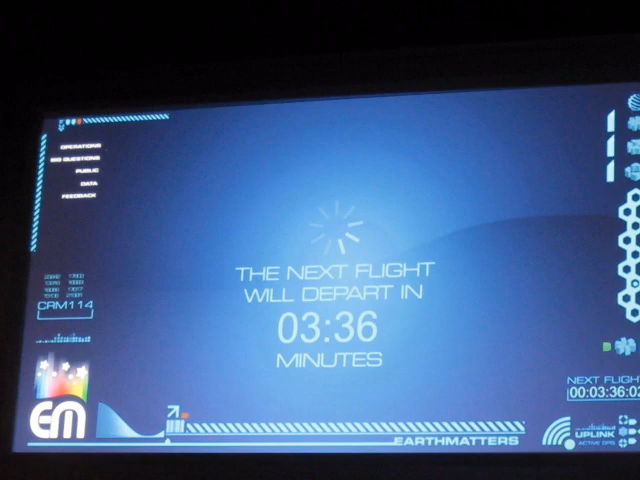 OPERATIONS
BIG QUESTIONS
PUBLIC
DATA
FEEDBACK
CRM114
THE NEXT FLIGHT
WILL DEPART IN
03:36
MINUTES
EM
EARTHMATTERS
NEXT FLIGH
00:03:36:0
UPLINK
ACTIVE GPS